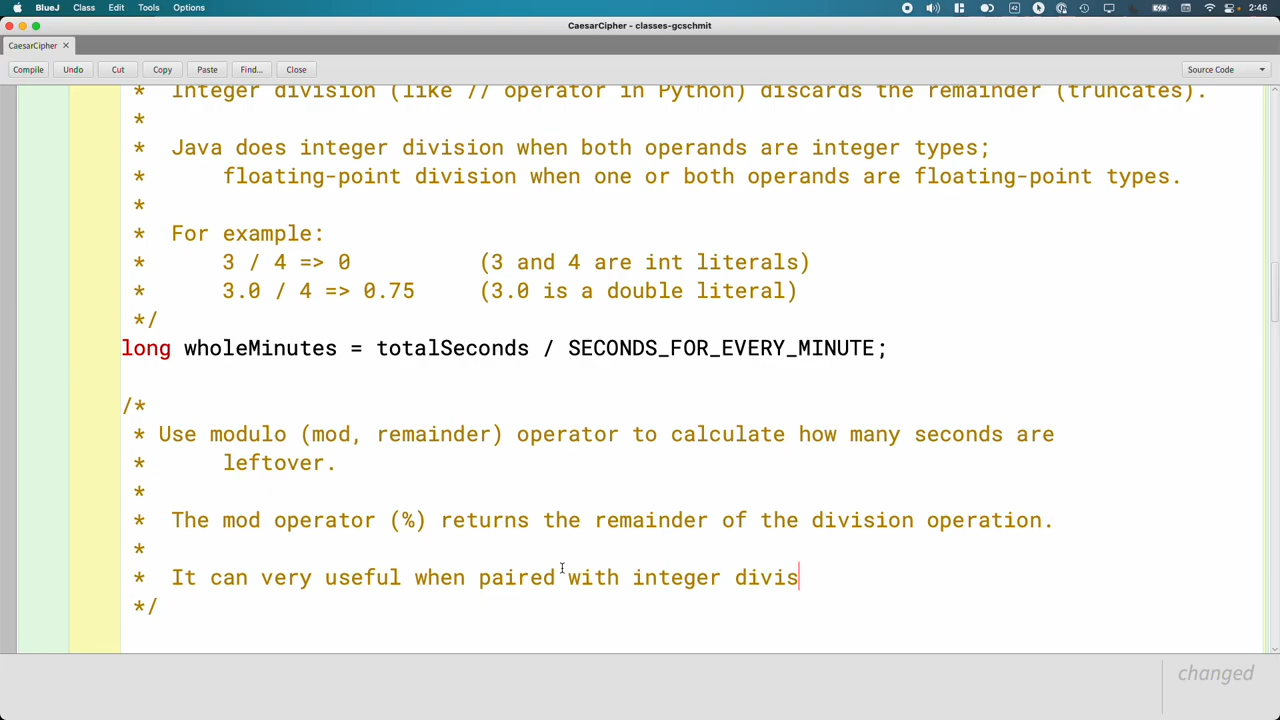 BlueJ Class Edit Tools Options 2:46
CaesarCipher - classes-gcschmit
CaesarCipher ×
Compile Undo Cut Copy Paste Find... Close Source Code
* Integer division (like // operator in Python) discards the remainder (truncates).
*
* Java does integer division when both operands are integer types;
* floating-point division when one or both operands are floating-point types.
*
* For example:
* 3 / 4 => 0 (3 and 4 are int literals)
* 3.0 / 4 => 0.75 (3.0 is a double literal)
*/
long wholeMinutes = totalSeconds / SECONDS_FOR_EVERY_MINUTE;
/*
* Use modulo (mod, remainder) operator to calculate how many seconds are
* leftover.
*
* The mod operator (%) returns the remainder of the division operation.
*
* It can very useful when paired with integer divis
*/
changed